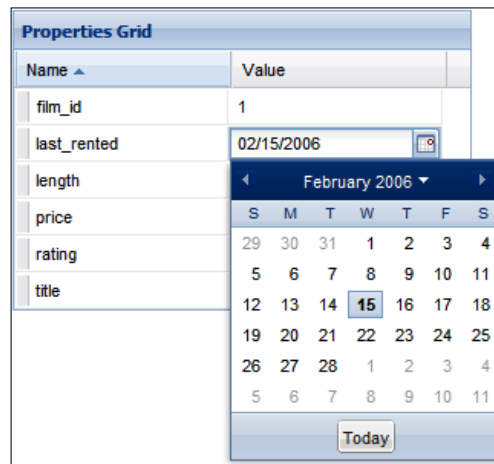 Properties Grid
Name Value
film_id 1
last_rented 02/15/2006
length
price
rating
title
February 2006
S M T W T F S
29 30 31 1 2 3 4
5 6 7 8 9 10 11
12 13 14 15 16 17 18
19 20 21 22 23 24 25
26 27 28 1 2 3 4
5 6 7 8 9 10 11
Today